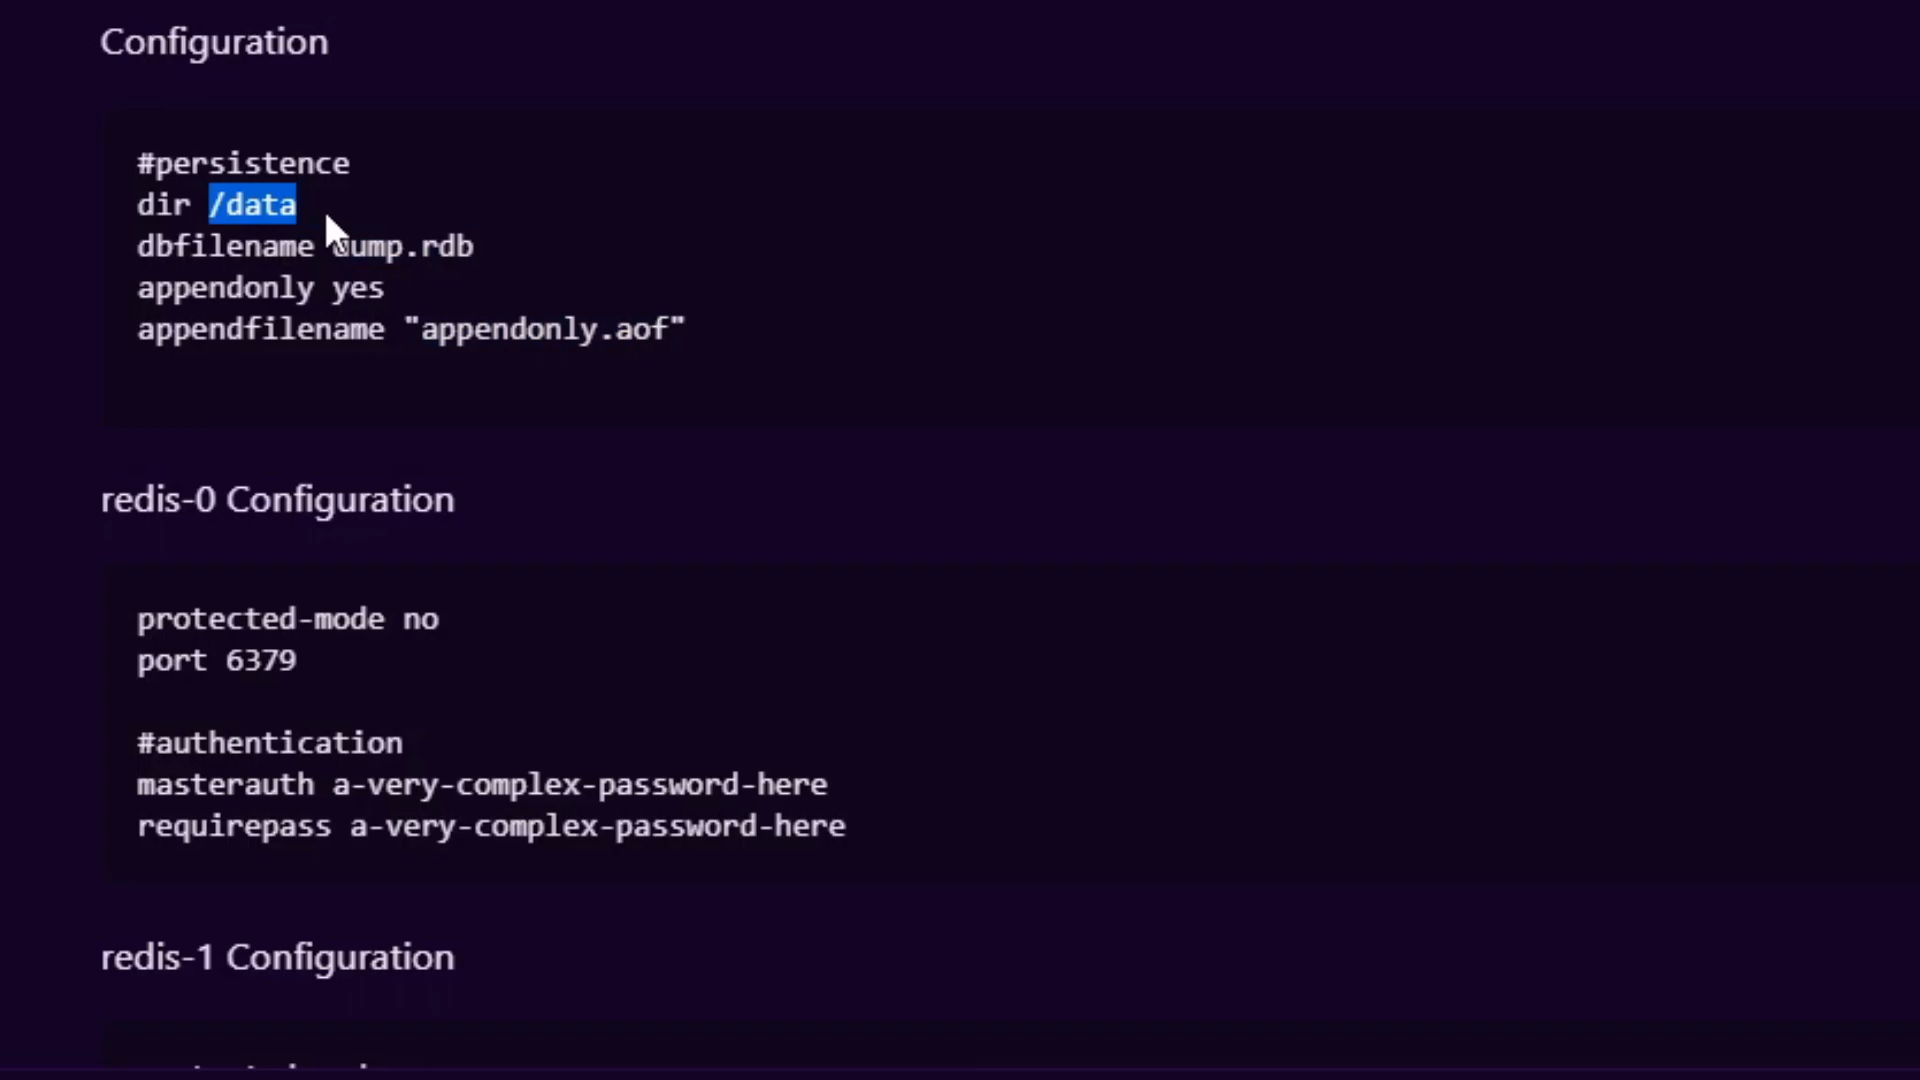 Configuration
#persistence
dir /data
dbfilename dump.rdb
appendonly yes
appendfilename "appendonly.aof"
redis-0 Configuration
protected-mode no
port 6379
#authentication
masterauth a-very-complex-password-here
requirepass a-very-complex-password-here
redis-1 Configuration